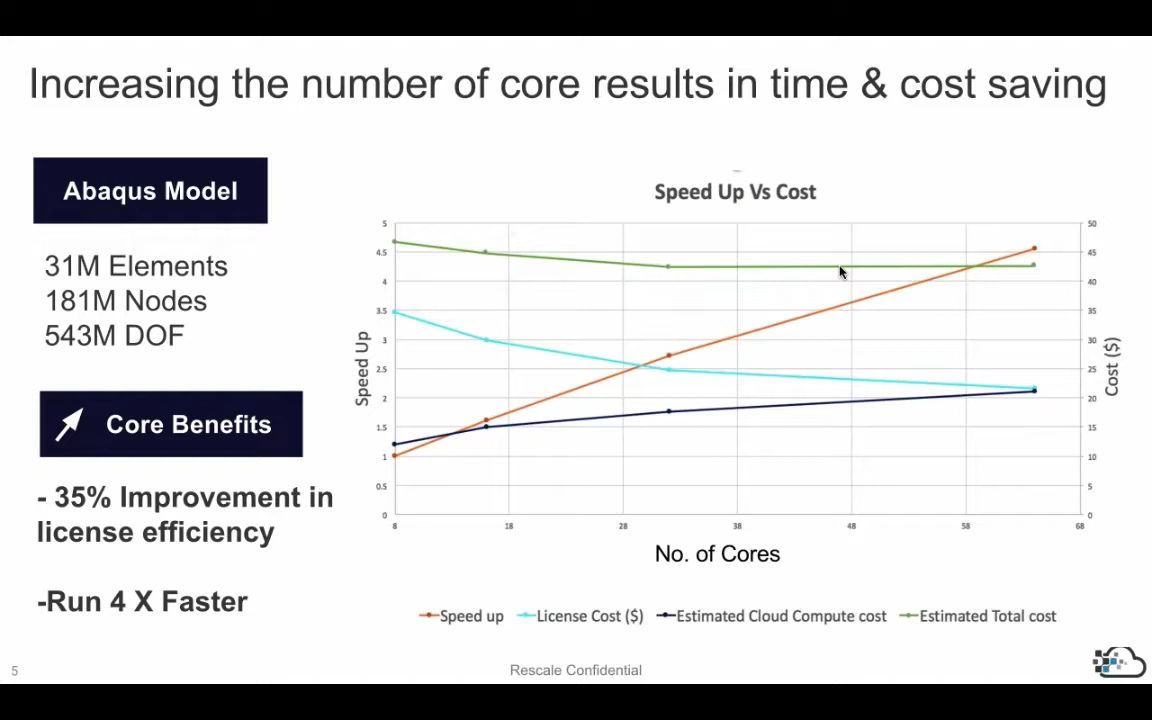 Increasing the number of core results in time & cost saving
Abaqus Model
31M Elements
181M Nodes
543M DOF
Core Benefits
- 35% Improvement in
license efficiency
-Run 4 X Faster
Speed Up Vs Cost
Speed Up
5
4.5
4
3.5
3
2.5
2
1.5
1
0.5
0
50
45
40
35
30
25
20
15
10
5
0
Cost ($)
8 18 28 38 48 58 68
No. of Cores
Speed up License Cost ($) Estimated Cloud Compute cost Estimated Total cost
5
Rescale Confidential